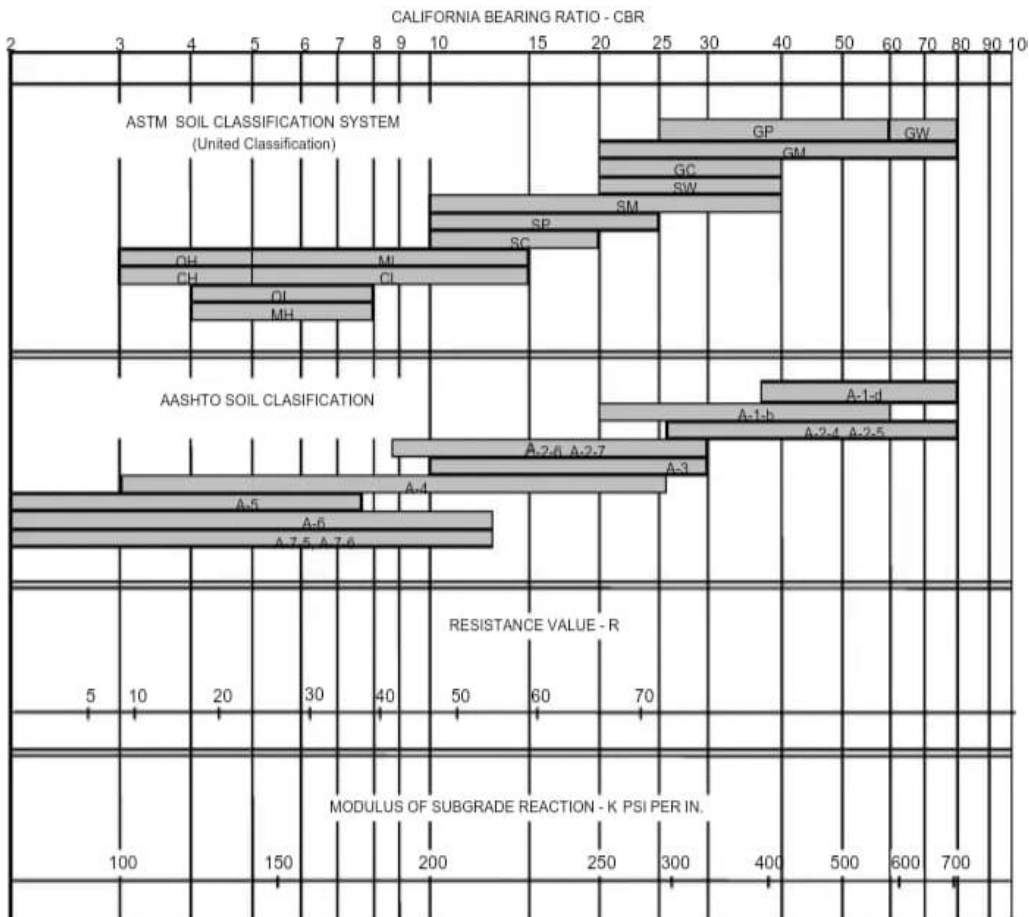 CALIFORNIA BEARING RATIO - CBR
2 3 4 5 6 7 8 9 10 15 20 25 30 40 50 60 70 80 90 100
ASTM SOIL CLASSIFICATION SYSTEM
(United Classification)
GP GW
GM
GC
SW
SM
SP
SC
OH ML
CH CL
OL
MH
AASHTO SOIL CLASIFICATION
A-1-d
A-1-b
A-2-4, A-2-5
A-2-6, A-2-7
A-3
A-4
A-5
A-6
A-7-5, A-7-6
RESISTANCE VALUE - R
5 10 20 30 40 50 60 70
MODULUS OF SUBGRADE REACTION - K PSI PER IN.
100 150 200 250 300 400 500 600 700